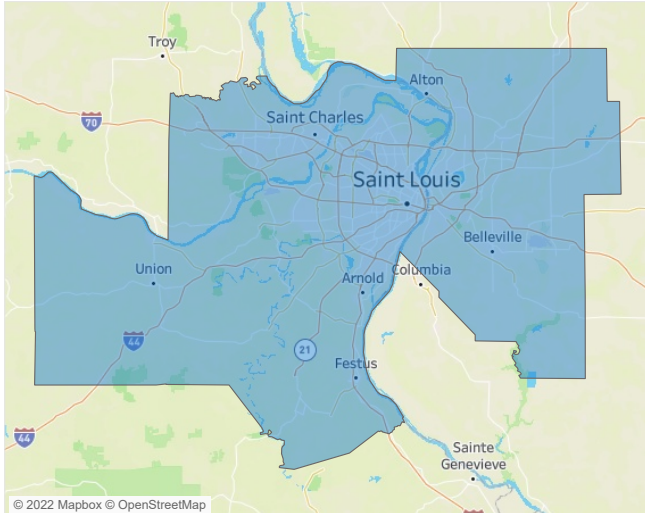 Troy
Alton
70
Saint Charles
Saint Louis
Belleville
Union
Arnold
Columbia
44
21
Festus
44
Sainte
Genevieve
© 2022 Mapbox © OpenStreetMap